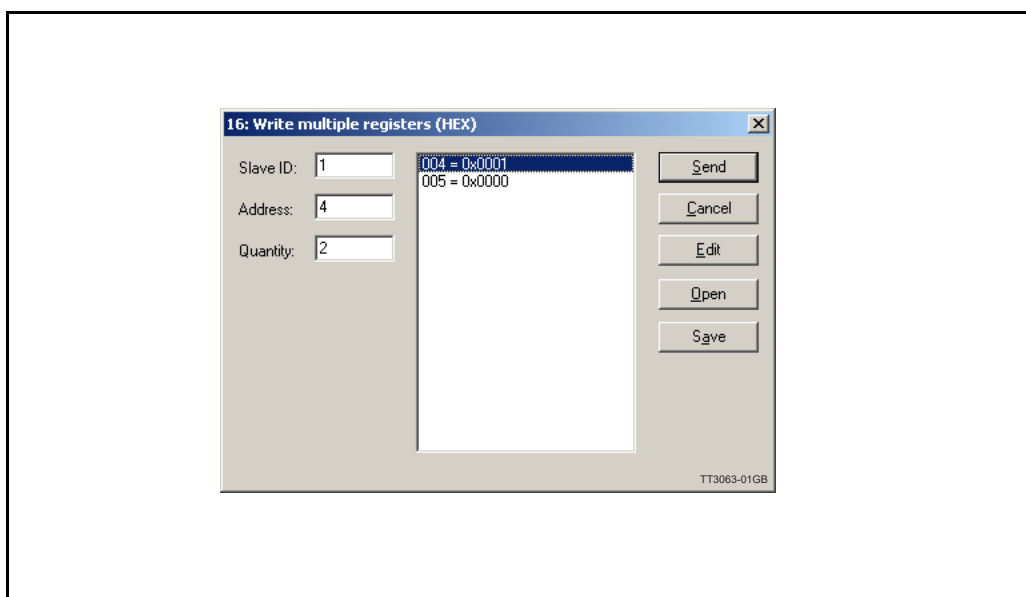 16: Write multiple registers (HEX)
Slave ID: 1
Address: 4
Quantity: 2
004 = 0x0001
005 = 0x0000
Send
Cancel
Edit
Open
Save
TT3063-01GB